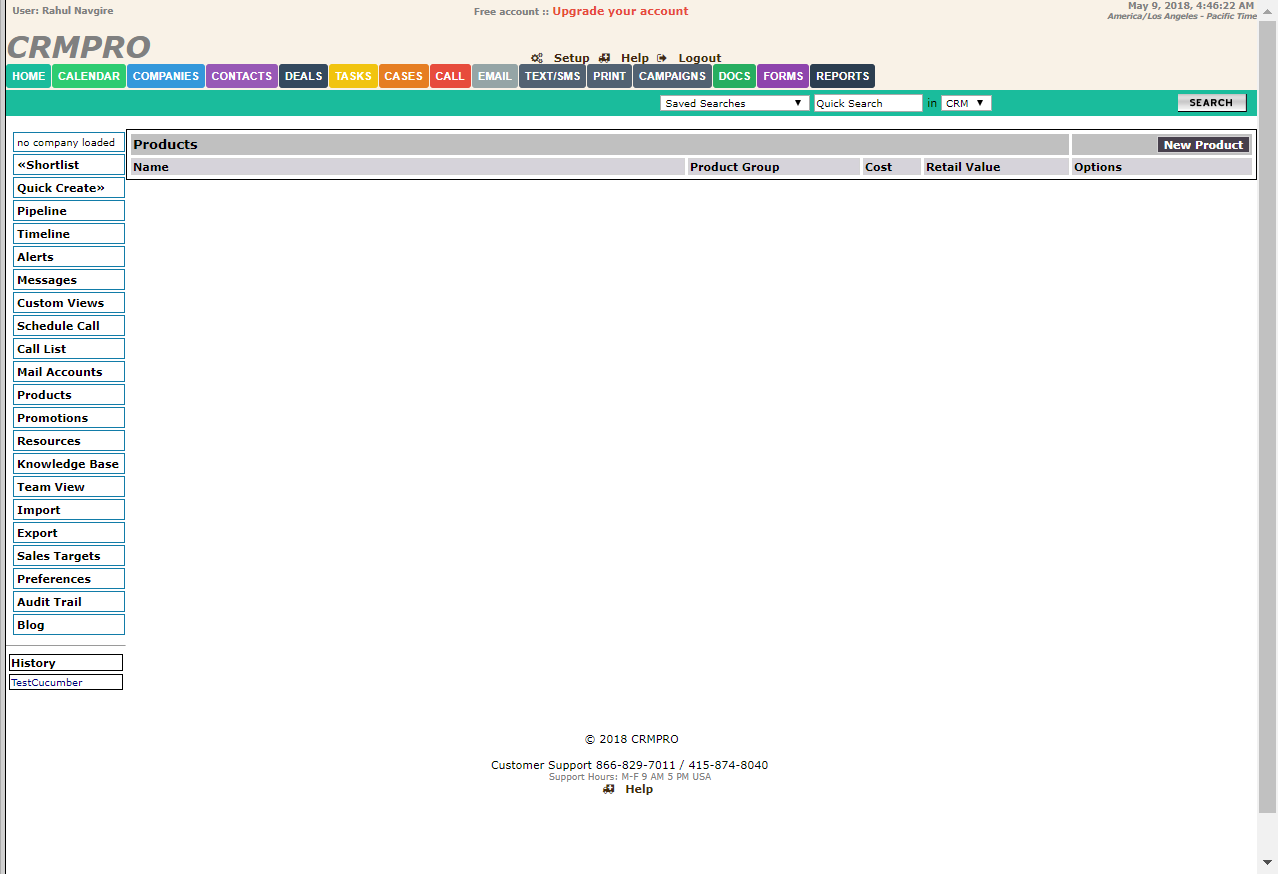 User: Rahul Navgire
Free account :: Upgrade your account
May 9, 2018, 4:46:22 AM
America/Los Angeles - Pacific Time
CRMPRO
Setup Help Logout
HOME CALENDAR COMPANIES CONTACTS DEALS TASKS CASES CALL EMAIL TEXT/SMS PRINT CAMPAIGNS DOCS FORMS REPORTS
Saved Searches Quick Search in CRM SEARCH
no company loaded
«Shortlist
Quick Create»
Pipeline
Timeline
Alerts
Messages
Custom Views
Schedule Call
Call List
Mail Accounts
Products
Promotions
Resources
Knowledge Base
Team View
Import
Export
Sales Targets
Preferences
Audit Trail
Blog
History
TestCucumber
Products New Product
Name Product Group Cost Retail Value Options
© 2018 CRMPRO
Customer Support 866-829-7011 / 415-874-8040
Support Hours: M-F 9 AM 5 PM USA
Help